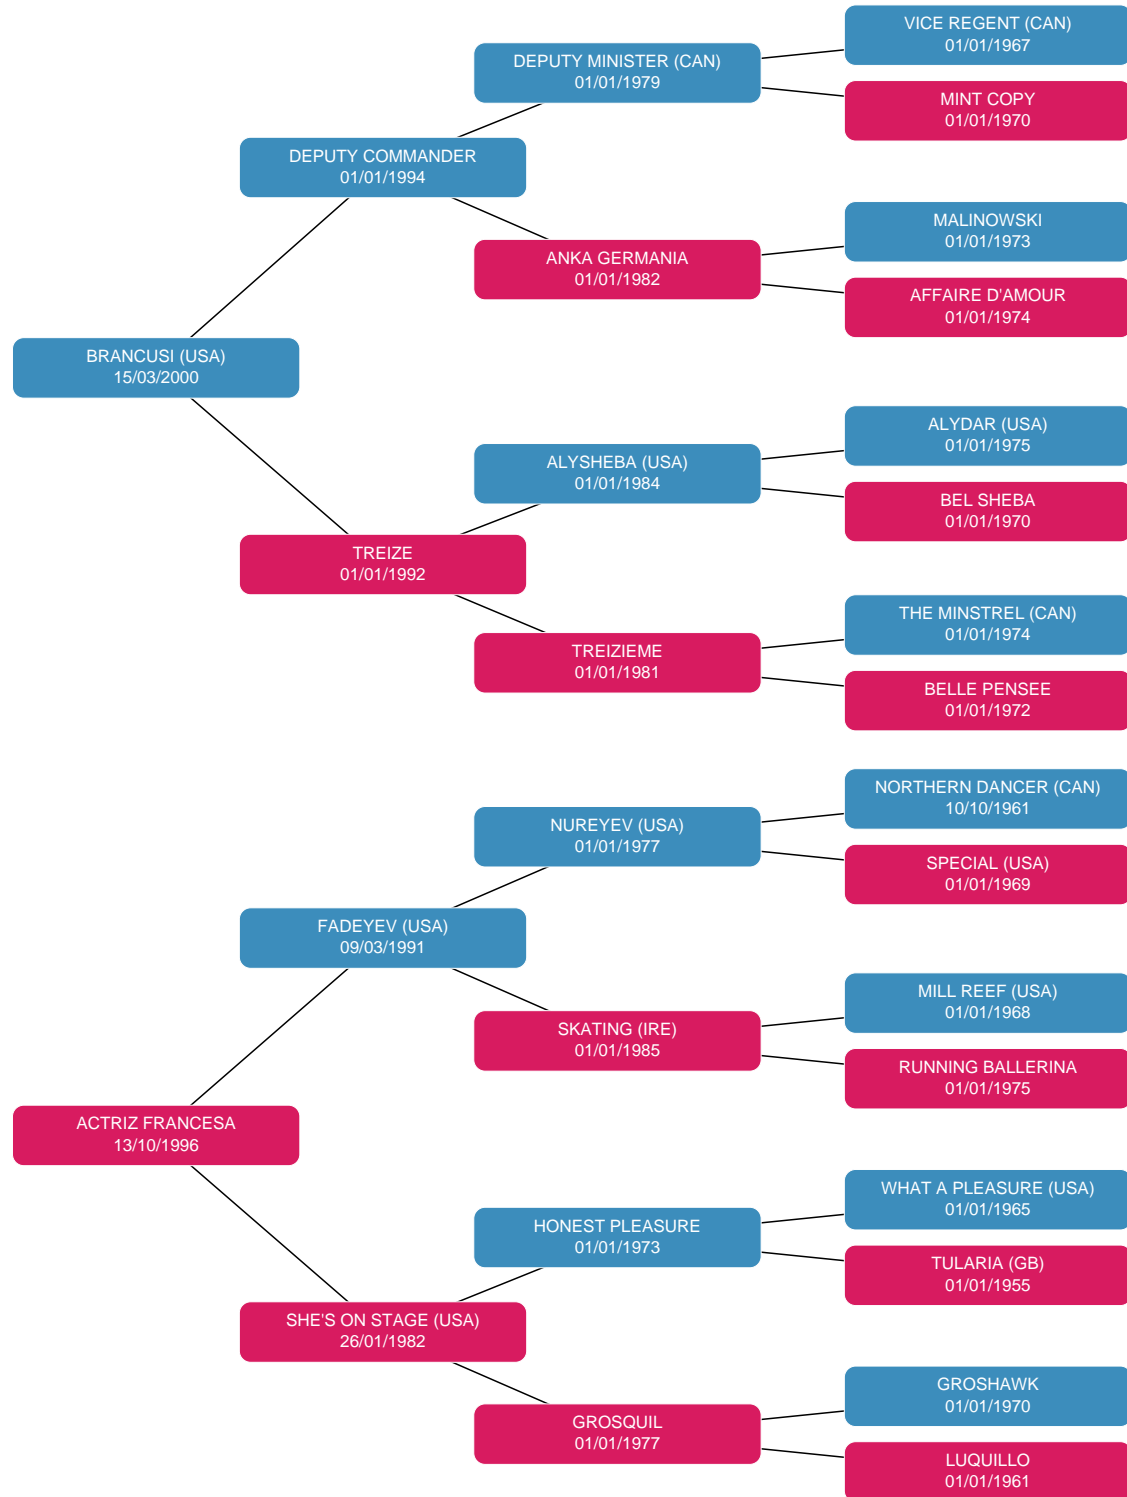 VICE REGENT (CAN)
01/01/1967
DEPUTY MINISTER (CAN)
01/01/1979
MINT COPY
01/01/1970
DEPUTY COMMANDER
01/01/1994
MALINOWSKI
01/01/1973
ANKA GERMANIA
01/01/1982
AFFAIRE D'AMOUR
01/01/1974
BRANCUSI (USA)
15/03/2000
ALYDAR (USA)
01/01/1975
ALYSHEBA (USA)
01/01/1984
BEL SHEBA
01/01/1970
TREIZE
01/01/1992
THE MINSTREL (CAN)
01/01/1974
TREIZIEME
01/01/1981
BELLE PENSEE
01/01/1972
NORTHERN DANCER (CAN)
10/10/1961
NUREYEV (USA)
01/01/1977
SPECIAL (USA)
01/01/1969
FADEYEV (USA)
09/03/1991
MILL REEF (USA)
01/01/1968
SKATING (IRE)
01/01/1985
RUNNING BALLERINA
01/01/1975
ACTRIZ FRANCESA
13/10/1996
WHAT A PLEASURE (USA)
01/01/1965
HONEST PLEASURE
01/01/1973
TULARIA (GB)
01/01/1955
SHE'S ON STAGE (USA)
26/01/1982
GROSHAWK
01/01/1970
GROSQUIL
01/01/1977
LUQUILLO
01/01/1961